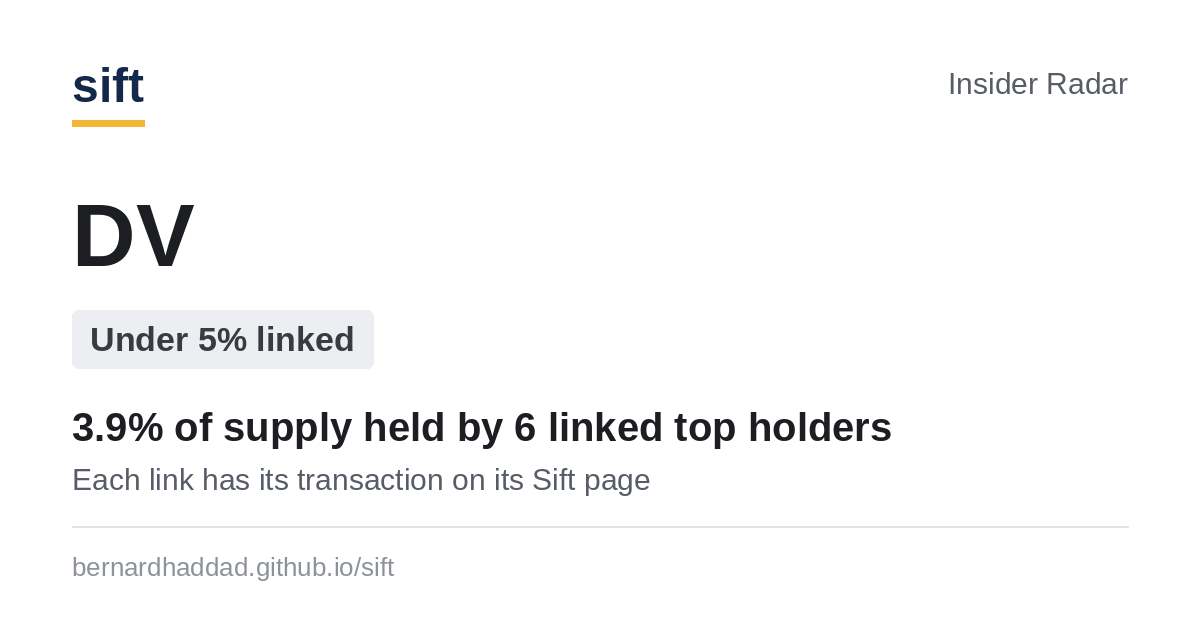 sift
Insider Radar
DV
Under 5% linked
3.9% of supply held by 6 linked top holders
Each link has its transaction on its Sift page
bernardhaddad.github.io/sift